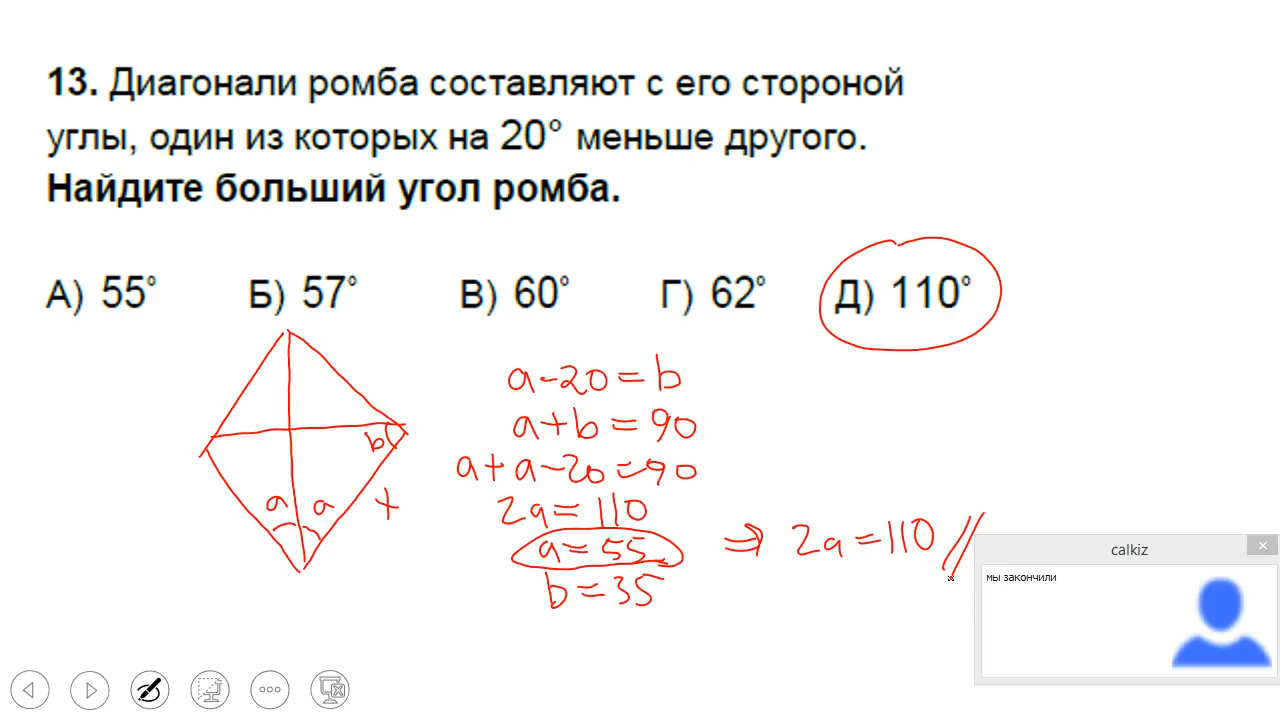 13. Диагонали ромба составляют с его стороной
углы, один из которых на 20° меньше другого.
Найдите больший угол ромба.
А) 55° Б) 57° В) 60° Г) 62° Д) 110°
a-20=b
a+b=90
a+a-20=90
2a=110
a=55 ⇒ 2a=110 //
b=35
b
a a
calkiz
мы закончили